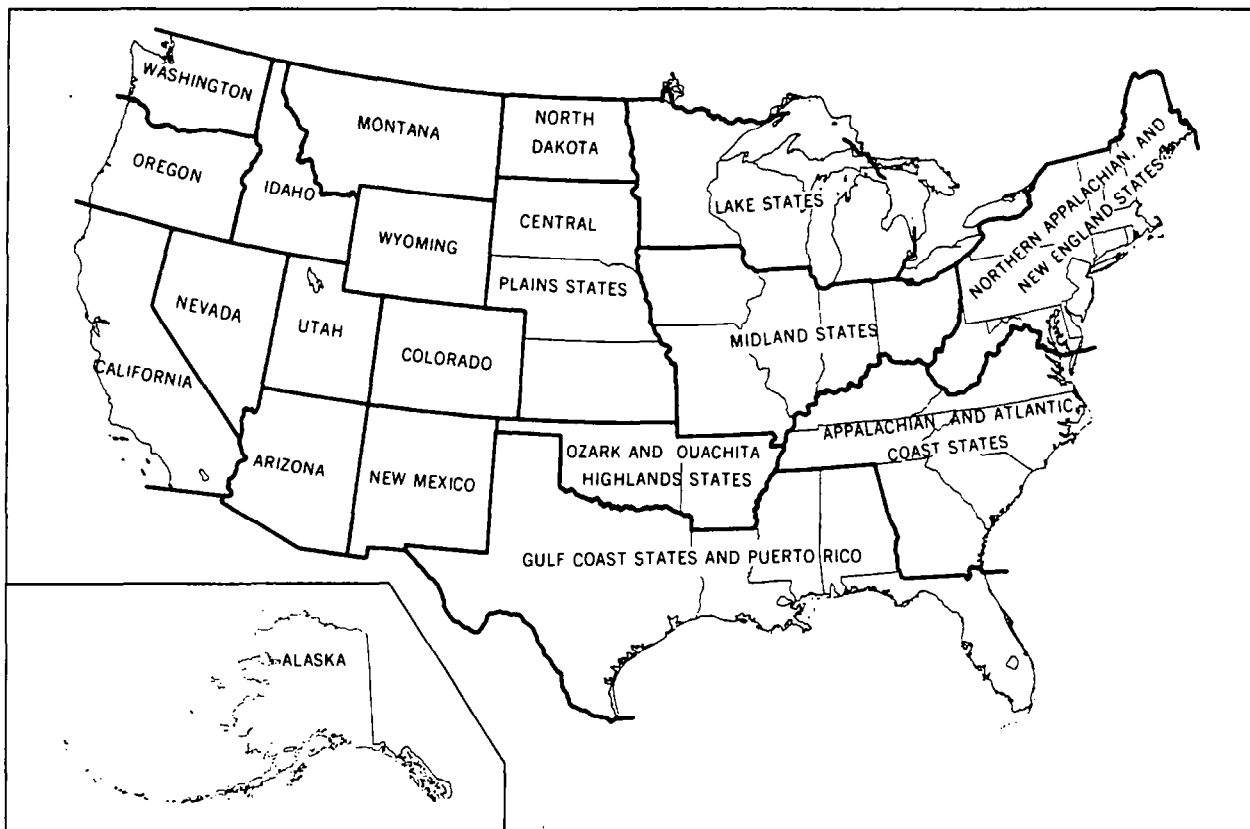 WASHINGTON
MONTANA
NORTH
DAKOTA
OREGON
IDAHO
WYOMING
CENTRAL
PLAINS STATES
LAKE STATES
NORTHERN APPALACHIAN, AND
NEW ENGLAND STATES
NEVADA
UTAH
COLORADO
MIDLAND STATES
CALIFORNIA
ARIZONA
NEW MEXICO
OZARK AND OUACHITA
HIGHLANDS STATES
APPALACHIAN AND ATLANTIC
COAST STATES
GULF COAST STATES AND PUERTO RICO
ALASKA